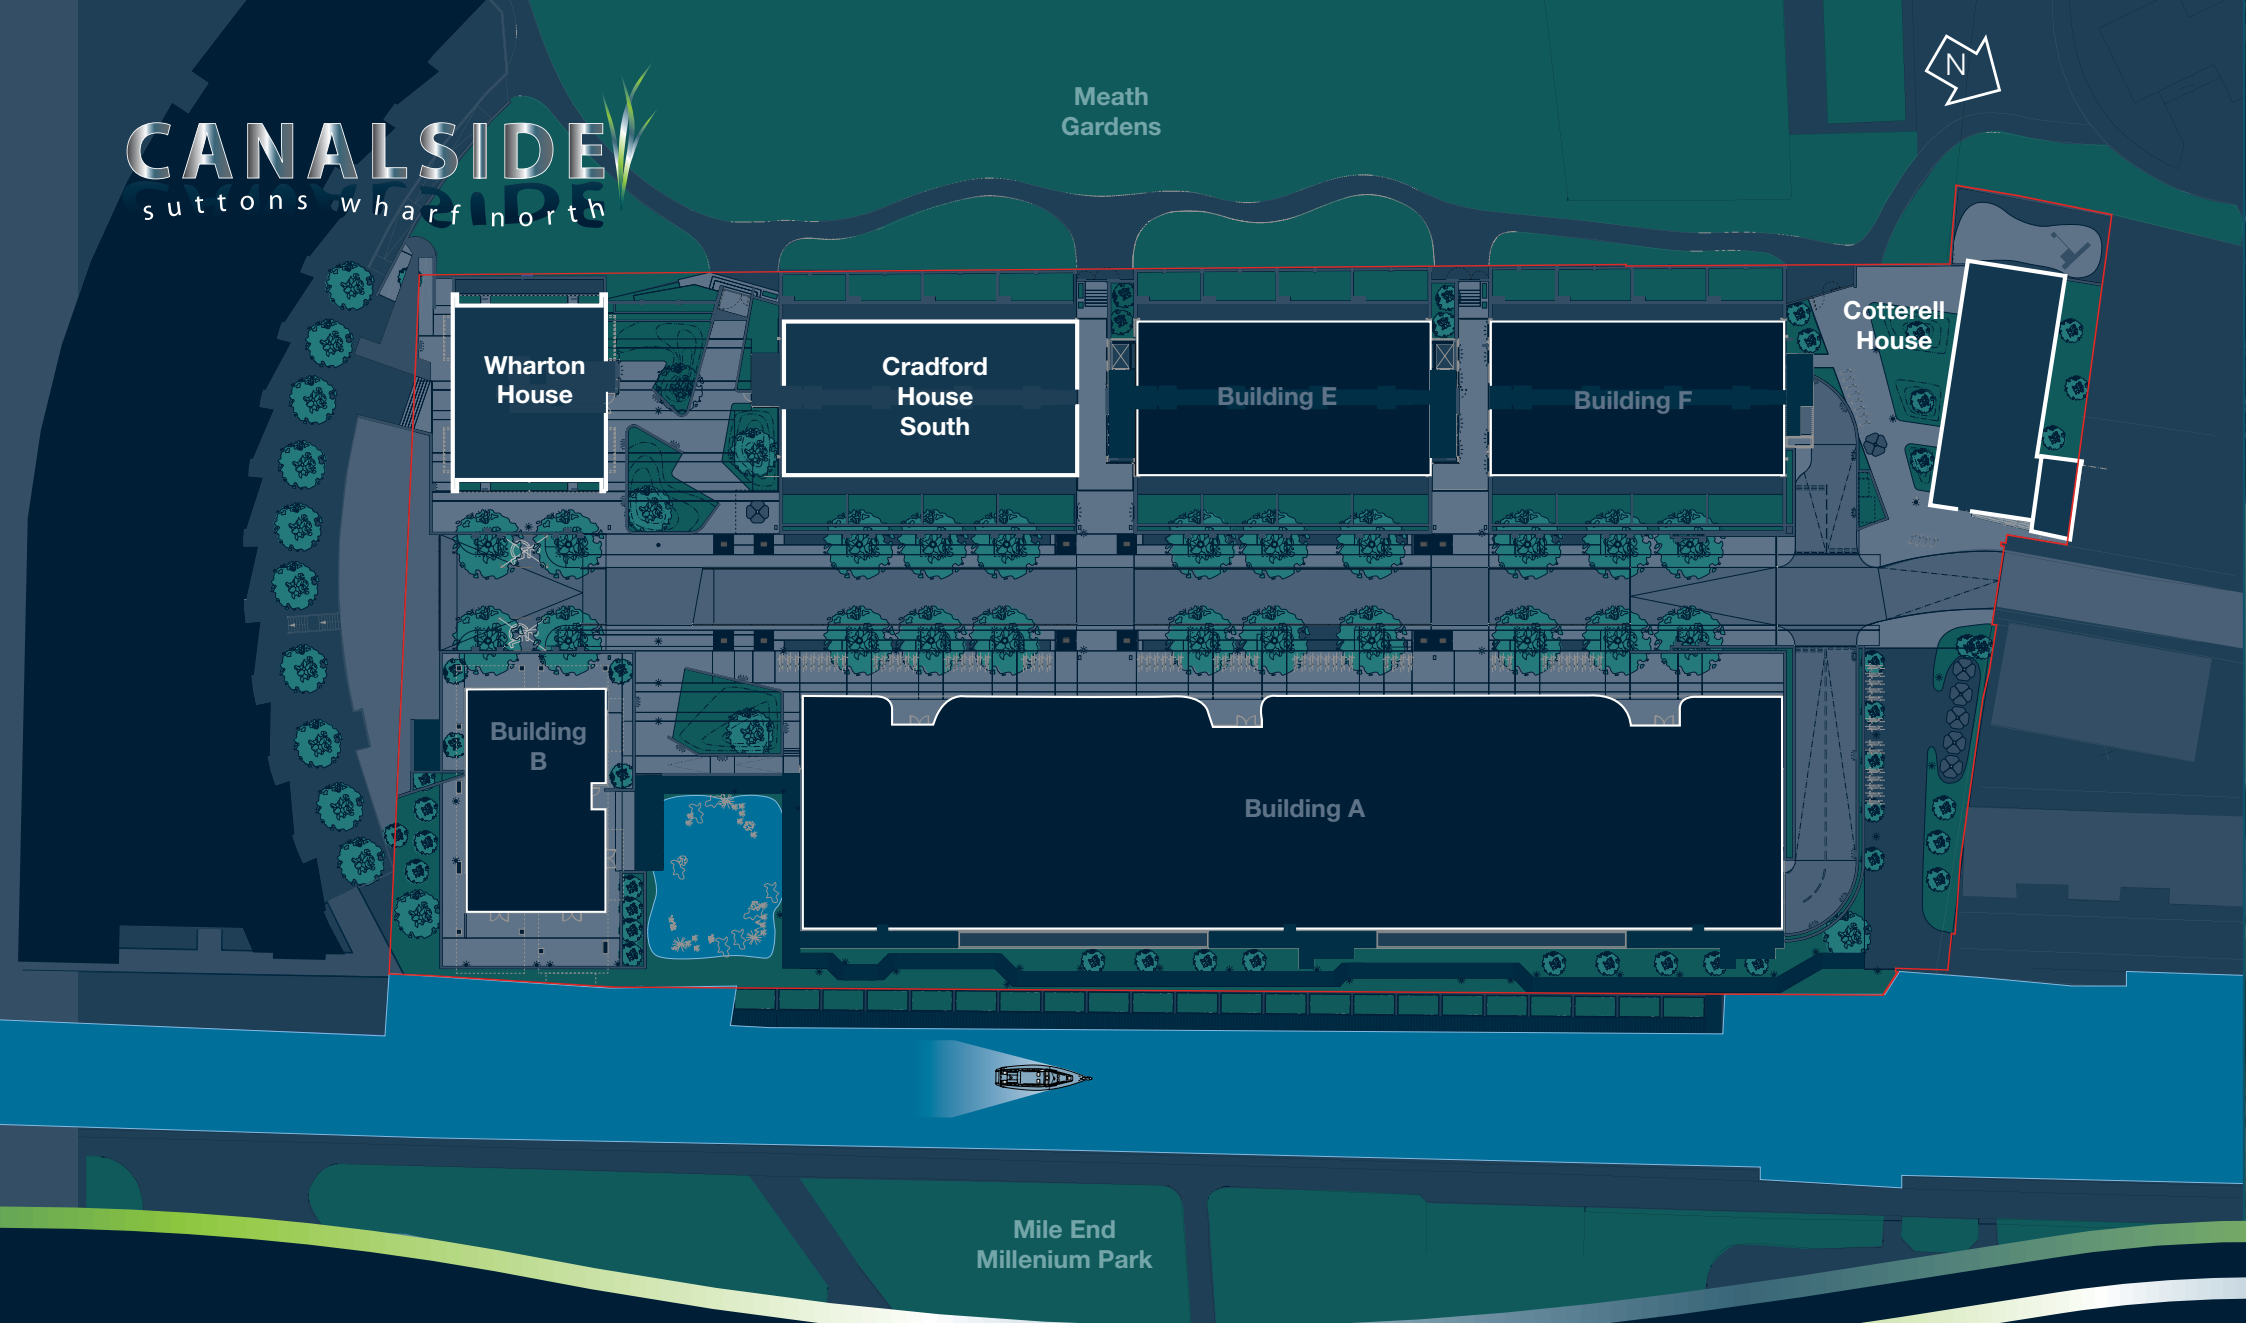 CANALSIDE
suttons wharf north
Meath
Gardens
N
Wharton
House
Cradford
House
South
Building E
Building F
Cotterell
House
Building
B
Building A
Mile End
Millenium Park